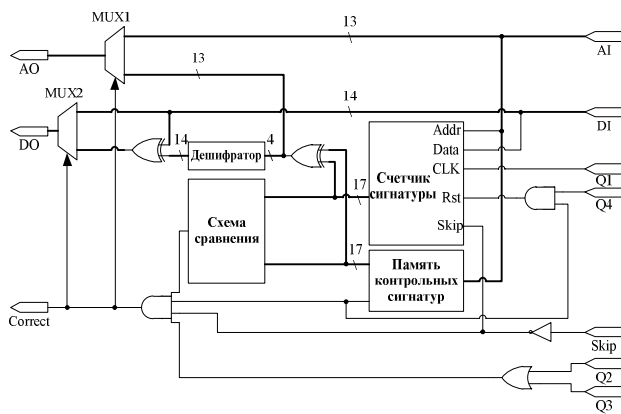 MUX1
13
AO
AI
13
MUX2
14
DO
DI
14
Дешифратор
4
Addr
Data
CLK
Счетчик
сигнатуры
Rst
Skip
Q1
Q4
17
Схема
сравнения
17
Память
контрольных
сигнатур
Correct
Skip
Q2
Q3